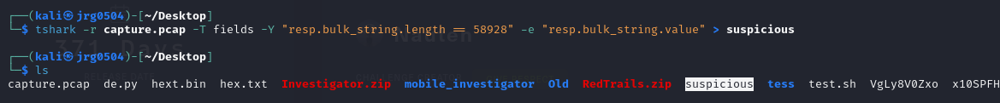 ┌──(kali㉿jrg0504)-[~/Desktop]
└─$ tshark -r capture.pcap -T fields -Y "resp.bulk_string.length == 58928" -e "resp.bulk_string.value" > suspicious
┌──(kali㉿jrg0504)-[~/Desktop]
└─$ ls
capture.pcap de.py hext.bin hex.txt Investigator.zip mobile_investigator Old RedTrails.zip suspicious tess test.sh VgLy8V0Zxo x10SPFH
371 Days